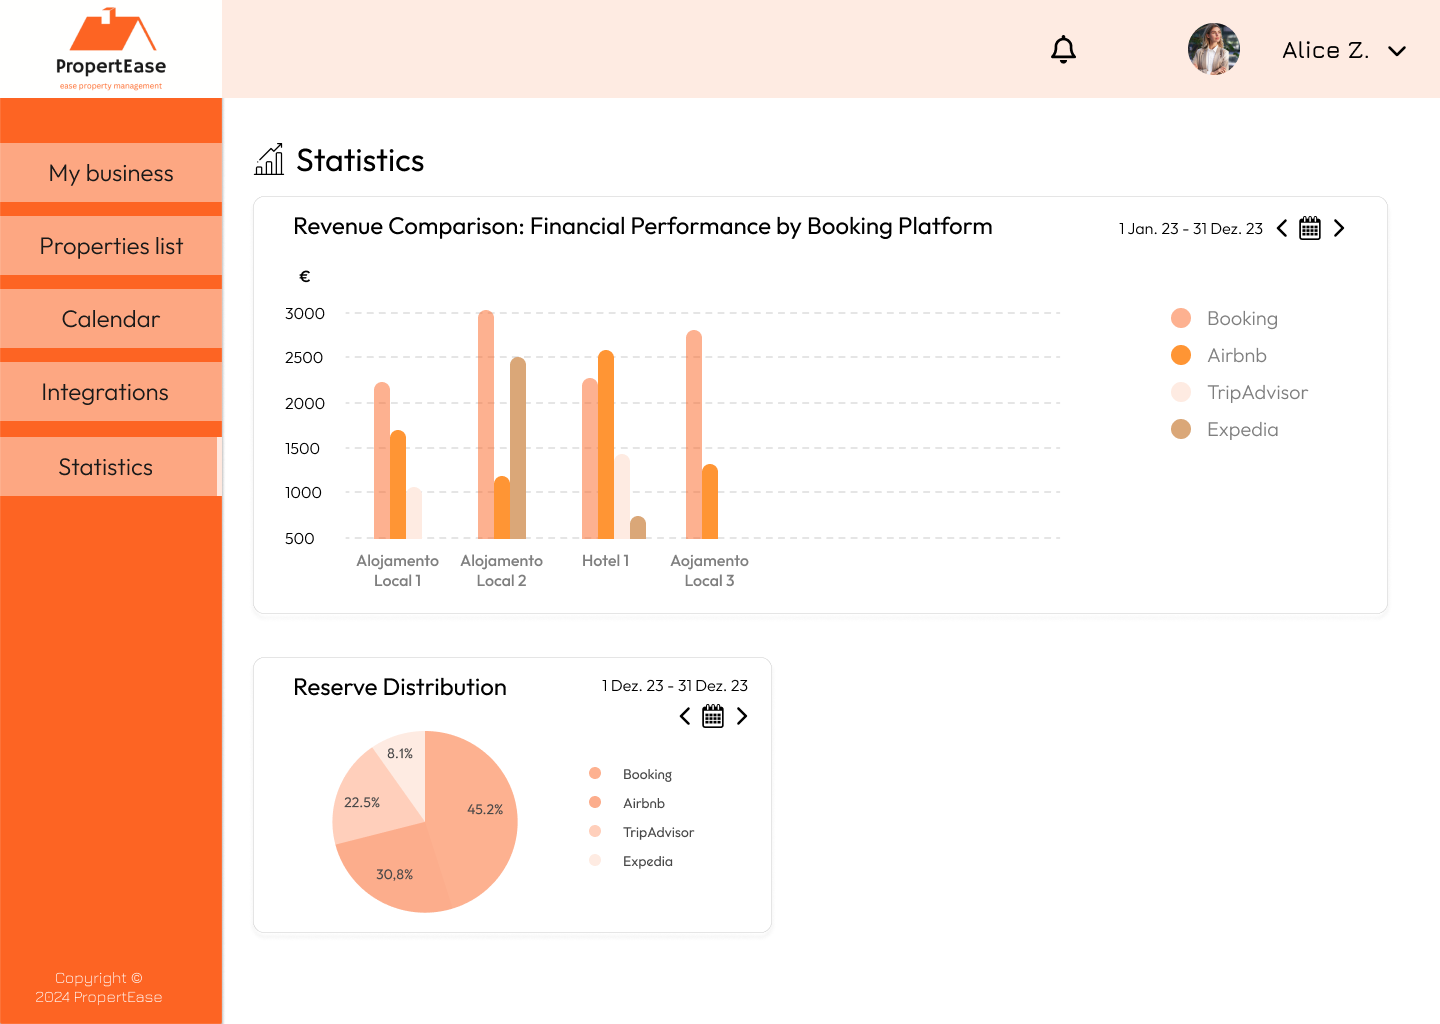 PropertEase
ease property management
Alice Z.
My business
Properties list
Calendar
Integrations
Statistics
Copyright ©
2024 PropertEase
Statistics
Revenue Comparison: Financial Performance by Booking Platform
1 Jan. 23 - 31 Dez. 23
€
3000
2500
2000
1500
1000
500
Alojamento
Local 1
Alojamento
Local 2
Hotel 1
Aojamento
Local 3
Booking
Airbnb
TripAdvisor
Expedia
Reserve Distribution
1 Dez. 23 - 31 Dez. 23
8.1%
22.5%
45.2%
30,8%
Booking
Airbnb
TripAdvisor
Expedia